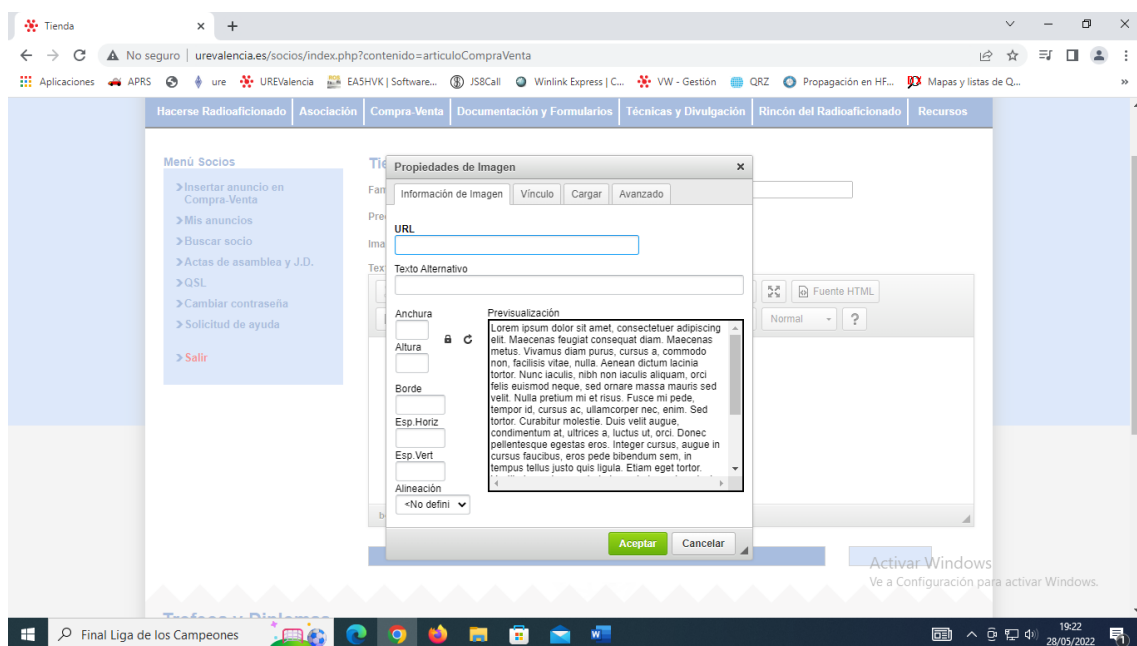 Tienda
No seguro
urevalencia.es/socios/index.php?contenido=articuloCompraVenta
Aplicaciones APRS ure UREValencia EA5HVK | Software... JS8Call Winlink Express | C... VW - Gestión QRZ Propagación en HF... Mapas y listas de Q...
Hacerse Radioaficionado Asociación Compra-Venta Documentación y Formularios Técnicas y Divulgación Rincón del Radioaficionado Recursos
Menú Socios
Insertar anuncio en
Compra-Venta
Mis anuncios
Buscar socio
Actas de asamblea y J.D.
QSL
Cambiar contraseña
Solicitud de ayuda
Salir
Propiedades de Imagen
Información de Imagen Vínculo Cargar Avanzado
URL
Texto Alternativo
Anchura
Altura
Borde
Esp.Horiz
Esp.Vert
Alineación
<No defini
Previsualización
Lorem ipsum dolor sit amet, consectetuer adipiscing
elit. Maecenas feugiat consequat diam. Maecenas
metus. Vivamus diam purus, cursus a, commodo
non, facilisis vitae, nulla. Aenean dictum lacinia
tortor. Nunc iaculis, nibh non iaculis aliquam, orci
felis euismod neque, sed ornare massa mauris sed
velit. Nulla pretium mi et risus. Fusce mi pede,
tempor id, cursus ac, ullamcorper nec, enim. Sed
tortor. Curabitur molestie. Duis velit augue,
condimentum at, ultrices a, luctus ut, orci. Donec
pellentesque egestas eros. Integer cursus, augue in
cursus faucibus, eros pede bibendum sem, in
tempus tellus justo quis ligula. Etiam eget tortor.
Aceptar Cancelar
Fuente HTML
Normal ?
Activar Windows
Ve a Configuración para activar Windows.
Final Liga de los Campeones
19:22
28/05/2022